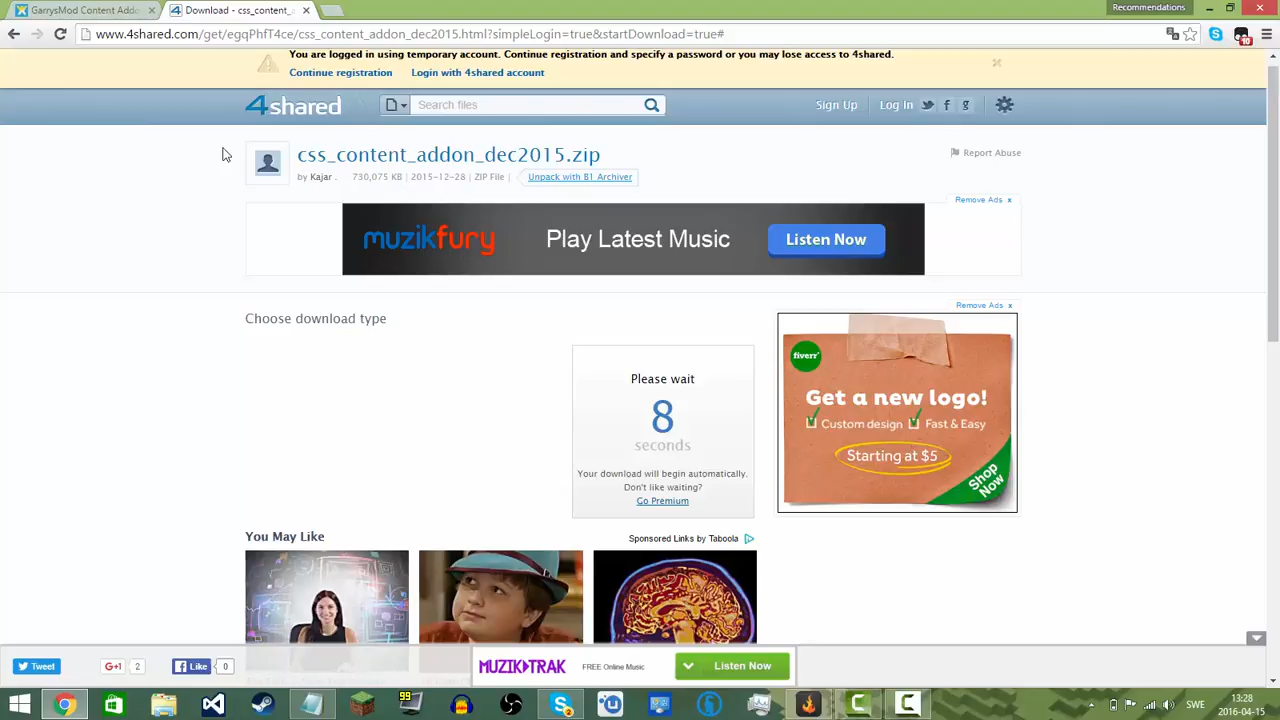 GarrysMod Content Addo
Download - css_content_a
Recommendations
www.4shared.com/get/egqPhfT4ce/css_content_addon_dec2015.html?simpleLogin=true&startDownload=true#
10
You are logged in using temporary account. Continue registration and specify a password or you may lose access to 4shared.
Continue registration
Login with 4shared account
4shared
Search files
Sign Up
Log In
css_content_addon_dec2015.zip
Report Abuse
by Kajar . 730,075 KB | 2015-12-28 | ZIP File |
Unpack with B1 Archiver
Remove Ads x
muzikfury
Play Latest Music
Listen Now
Remove Ads x
Choose download type
Please wait
8
seconds
Your download will begin automatically.
Don't like waiting?
Go Premium
fiverr
Get a new logo!
Custom design
Fast & Easy
Starting at $5
Shop
Now
You May Like
Sponsored Links by Taboola
Tweet
G+1
2
Like
0
MUZIK TRAK
FREE Online Music
Listen Now
99
2
SWE
13:28
2016-04-15